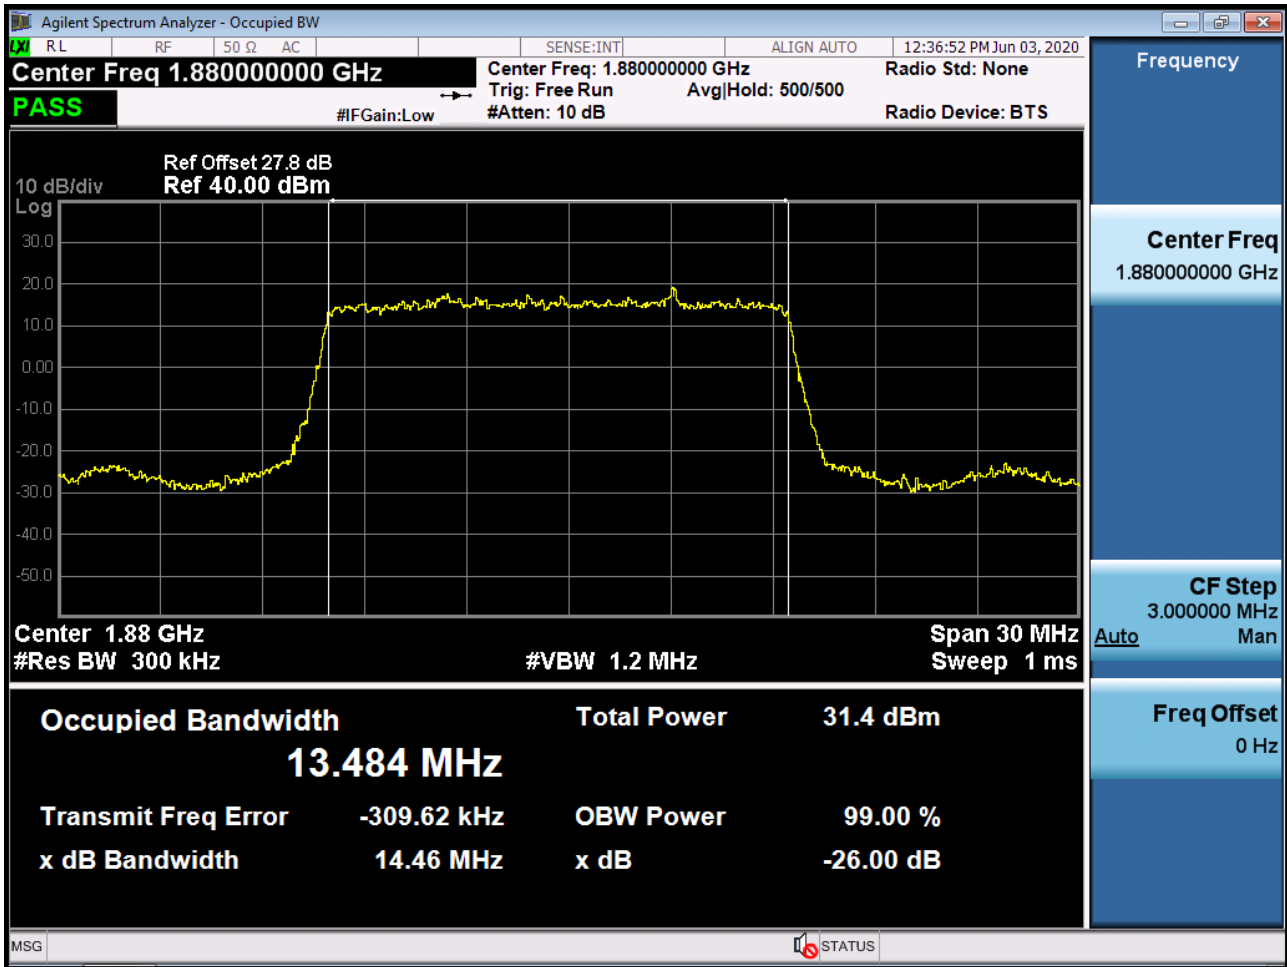 Agilent Spectrum Analyzer - Occupied BW
LXI RL RF 50 Ω AC SENSE:INT ALIGN AUTO 12:36:52 PM Jun 03, 2020
Center Freq 1.880000000 GHz
PASS
#IFGain:Low
Center Freq: 1.880000000 GHz
Trig: Free Run Avg|Hold: 500/500
#Atten: 10 dB
Radio Std: None
Radio Device: BTS
Ref Offset 27.8 dB
10 dB/div Ref 40.00 dBm
Log
30.0
20.0
10.0
0.00
-10.0
-20.0
-30.0
-40.0
-50.0
Center 1.88 GHz Span 30 MHz
#Res BW 300 kHz #VBW 1.2 MHz Sweep 1 ms
Occupied Bandwidth Total Power 31.4 dBm
13.484 MHz
Transmit Freq Error -309.62 kHz OBW Power 99.00 %
x dB Bandwidth 14.46 MHz x dB -26.00 dB
Frequency
Center Freq
1.880000000 GHz
CF Step
3.000000 MHz
Auto Man
Freq Offset
0 Hz
MSG STATUS